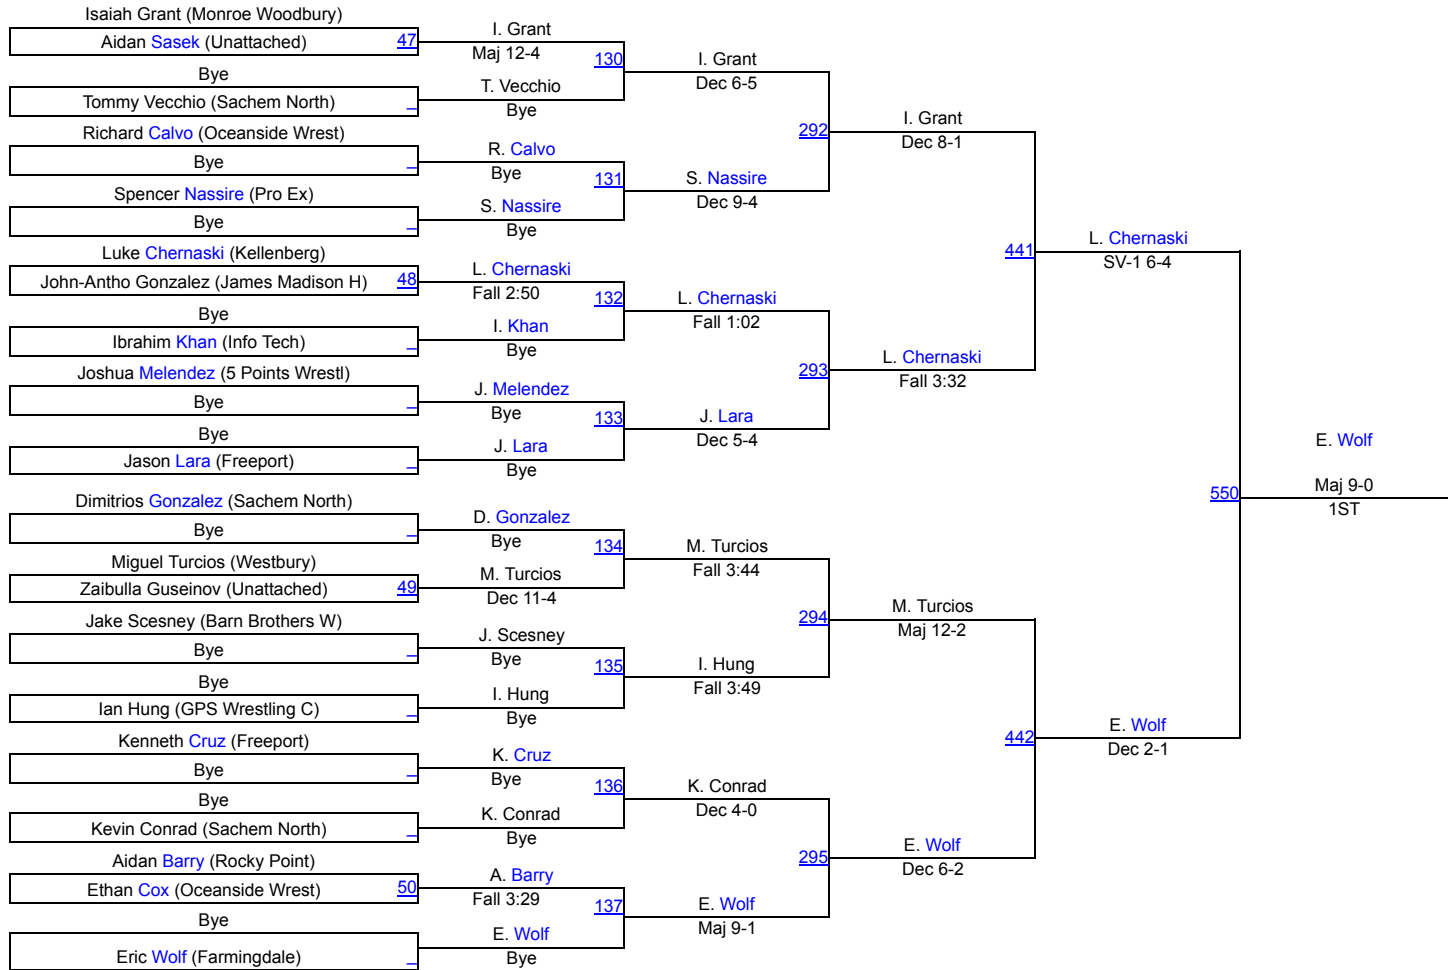 Isaiah Grant (Monroe Woodbury)
Aidan Sasek (Unattached) 47
Bye
Tommy Vecchio (Sachem North) _
Richard Calvo (Oceanside Wrest)
Bye _
Spencer Nassire (Pro Ex)
Bye _
Luke Chernaski (Kellenberg)
John-Antho Gonzalez (James Madison H) 48
Bye
Ibrahim Khan (Info Tech) _
Joshua Melendez (5 Points Wrestl)
Bye _
Bye
Jason Lara (Freeport) _
Dimitrios Gonzalez (Sachem North)
Bye _
Miguel Turcios (Westbury)
Zaibulla Guseinov (Unattached) 49
Jake Scesney (Barn Brothers W)
Bye _
Bye
Ian Hung (GPS Wrestling C) _
Kenneth Cruz (Freeport)
Bye _
Bye
Kevin Conrad (Sachem North) _
Aidan Barry (Rocky Point)
Ethan Cox (Oceanside Wrest) 50
Bye
Eric Wolf (Farmingdale) _
I. Grant
Maj 12-4
130
T. Vecchio
Bye
R. Calvo
Bye
131
S. Nassire
Bye
L. Chernaski
Fall 2:50
132
I. Khan
Bye
J. Melendez
Bye
133
J. Lara
Bye
D. Gonzalez
Bye
134
M. Turcios
Dec 11-4
J. Scesney
Bye
135
I. Hung
Bye
K. Cruz
Bye
136
K. Conrad
Bye
A. Barry
Fall 3:29
137
E. Wolf
Bye
I. Grant
Dec 6-5
292
S. Nassire
Dec 9-4
L. Chernaski
Fall 1:02
293
J. Lara
Dec 5-4
M. Turcios
Fall 3:44
294
I. Hung
Fall 3:49
K. Conrad
Dec 4-0
295
E. Wolf
Maj 9-1
I. Grant
Dec 8-1
441
L. Chernaski
Fall 3:32
M. Turcios
Maj 12-2
442
E. Wolf
Dec 6-2
L. Chernaski
SV-1 6-4
550
E. Wolf
Dec 2-1
E. Wolf
Maj 9-0
1ST